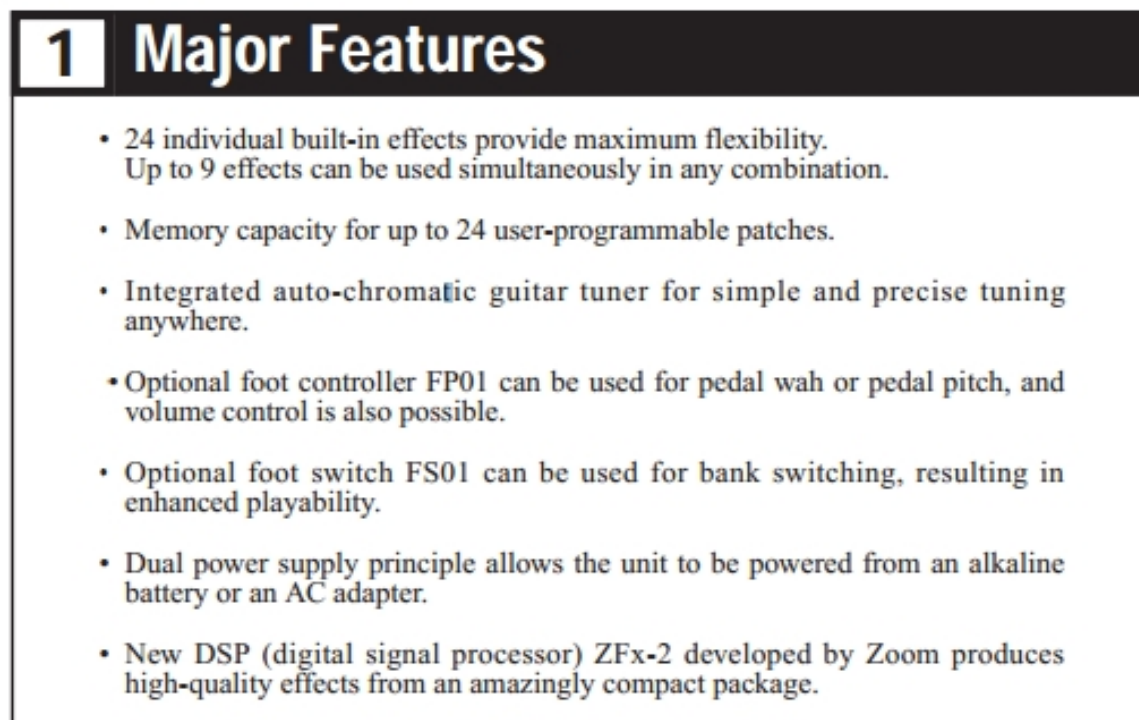 1 Major Features
• 24 individual built-in effects provide maximum flexibility.
Up to 9 effects can be used simultaneously in any combination.
• Memory capacity for up to 24 user-programmable patches.
• Integrated auto-chromatic guitar tuner for simple and precise tuning
anywhere.
• Optional foot controller FP01 can be used for pedal wah or pedal pitch, and
volume control is also possible.
• Optional foot switch FS01 can be used for bank switching, resulting in
enhanced playability.
• Dual power supply principle allows the unit to be powered from an alkaline
battery or an AC adapter.
• New DSP (digital signal processor) ZFx-2 developed by Zoom produces
high-quality effects from an amazingly compact package.